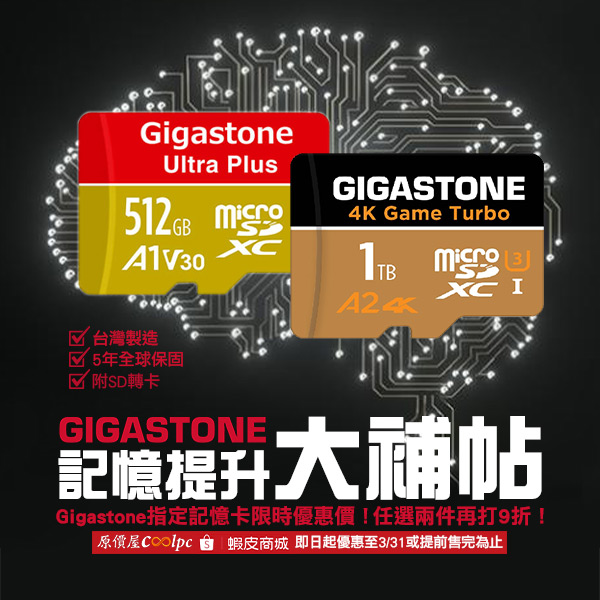 Gigastone
Ultra Plus
512GB
micro SD XC
A1 V30
GIGASTONE
4K Game Turbo
1TB
micro SD XC
U3
I
A2 4K
台灣製造
5年全球保固
附SD轉卡
GIGASTONE
記憶提升大補帖
Gigastone指定記憶卡限時優惠價！任選兩件再打9折！
原價屋coolpc 蝦皮商城 即日起優惠至3/31或提前售完為止